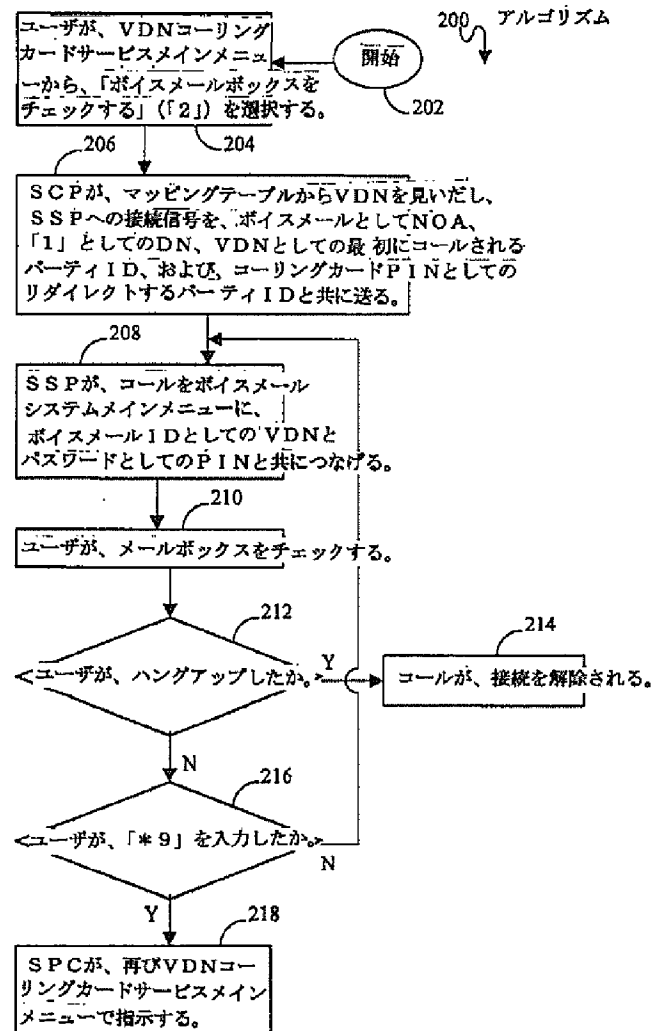 200 アルゴリズム
開始
202
ユーザが、VDNコーリング
カードサービスメインメニュ
ーから、「ボイスメールボックスを
チェックする」(「2」)を選択する。
204
206
SCPが、マッピングテーブルからVDNを見いだし、
SSPへの接続信号を、ボイスメールとしてNOA、
「1」としてのDN、VDNとしての最初にコールされる
パーティID、および、コーリングカードPINとしての
リダイレクトするパーティIDと共に送る。
208
SSPが、コールをボイスメール
システムメインメニューに、
ボイスメールIDとしてのVDNと
パスワードとしてのPINと共につなげる。
210
ユーザが、メールボックスをチェックする。
212
ユーザが、ハングアップしたか。
Y
214
コールが、接続を解除される。
N
216
ユーザが、「*9」を入力したか。
N
Y
218
SPCが、再びVDNコー
リングカードサービスメイン
メニューで指示する。